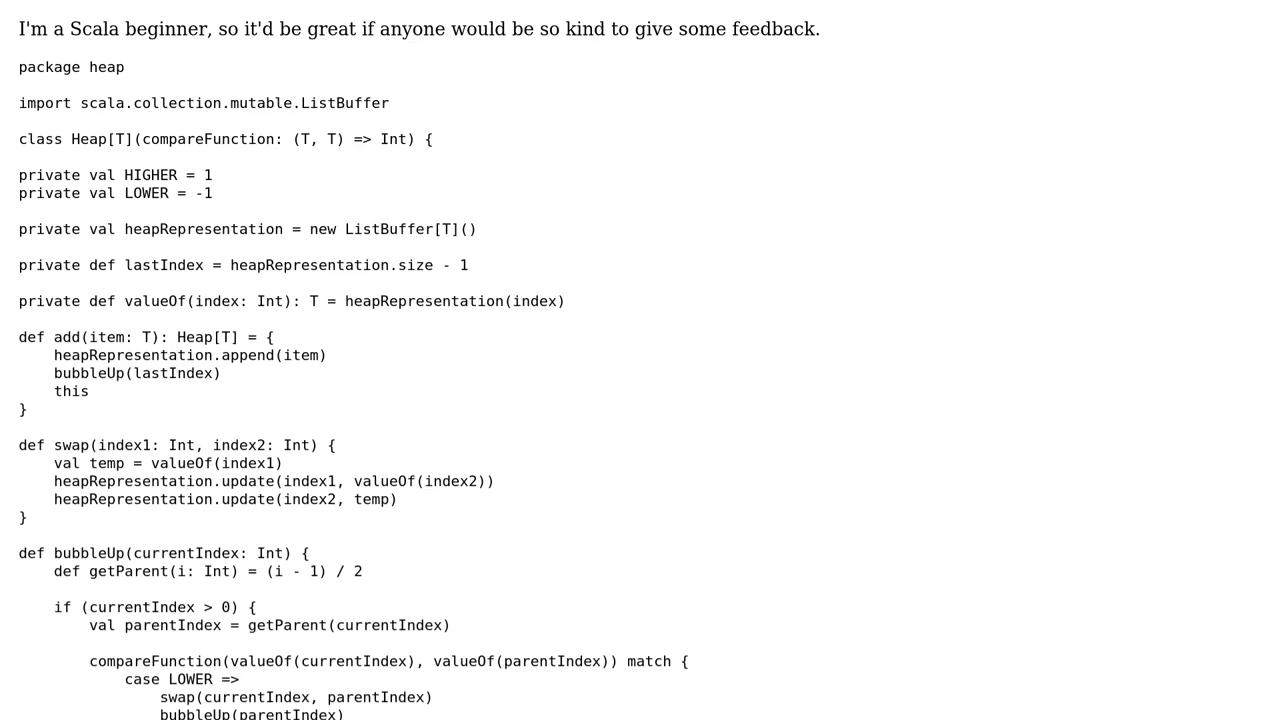 I'm a Scala beginner, so it'd be great if anyone would be so kind to give some feedback.
package heap
import scala.collection.mutable.ListBuffer
class Heap[T](compareFunction: (T, T) => Int) {
private val HIGHER = 1
private val LOWER = -1
private val heapRepresentation = new ListBuffer[T]()
private def lastIndex = heapRepresentation.size - 1
private def valueOf(index: Int): T = heapRepresentation(index)
def add(item: T): Heap[T] = {
    heapRepresentation.append(item)
    bubbleUp(lastIndex)
    this
}
def swap(index1: Int, index2: Int) {
    val temp = valueOf(index1)
    heapRepresentation.update(index1, valueOf(index2))
    heapRepresentation.update(index2, temp)
}
def bubbleUp(currentIndex: Int) {
    def getParent(i: Int) = (i - 1) / 2
    if (currentIndex > 0) {
        val parentIndex = getParent(currentIndex)
        compareFunction(valueOf(currentIndex), valueOf(parentIndex)) match {
            case LOWER =>
                swap(currentIndex, parentIndex)
                bubbleUp(parentIndex)